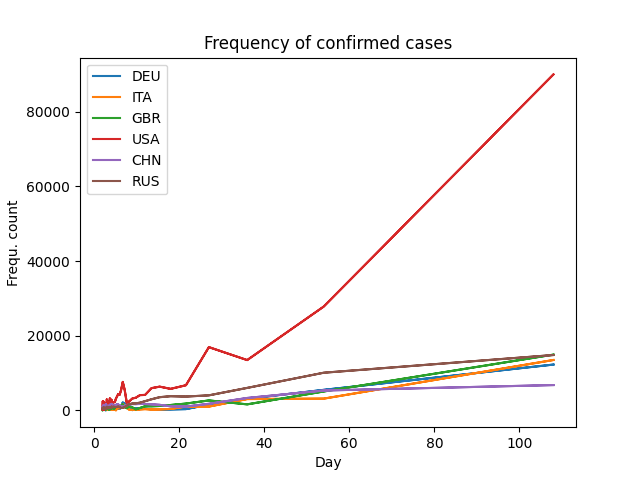 Frequency of confirmed cases
DEU
ITA
GBR
USA
CHN
RUS
Frequ. count
80000
60000
40000
20000
0
0 20 40 60 80 100
Day